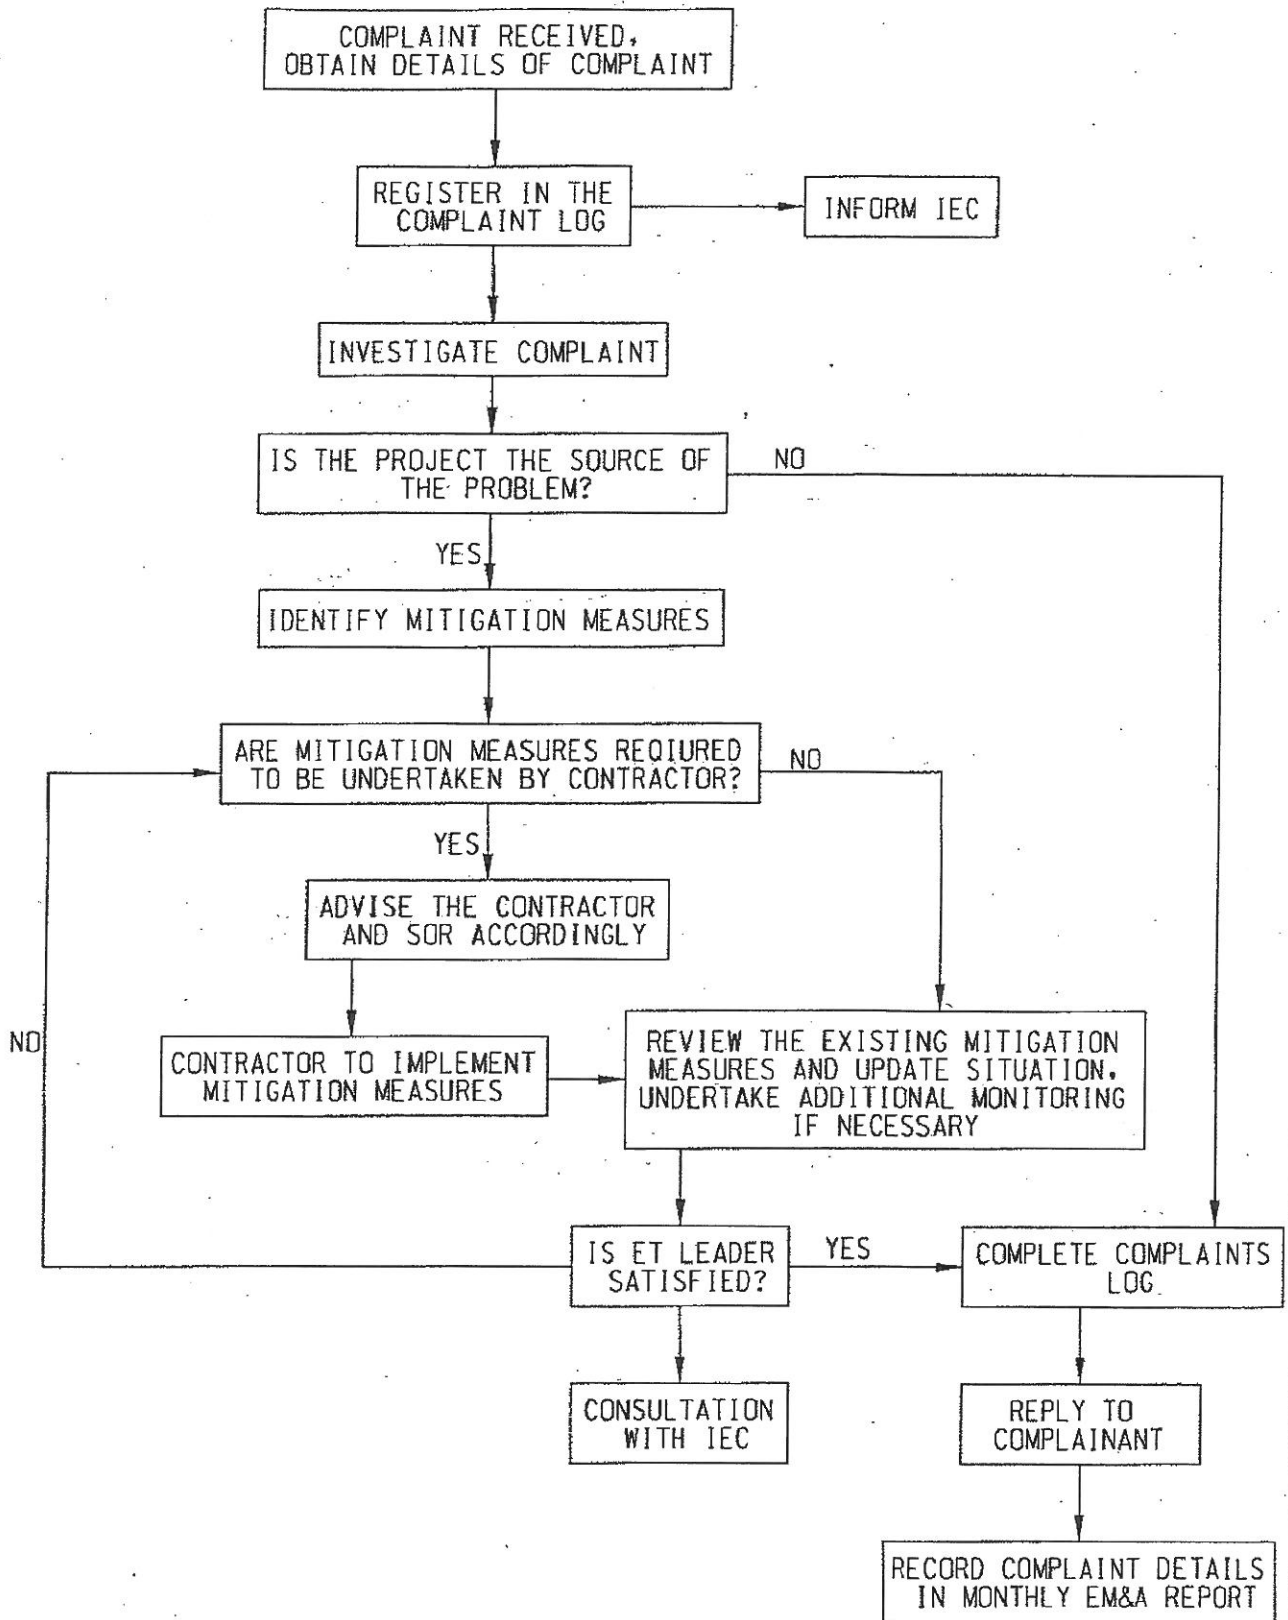 COMPLAINT RECEIVED,
OBTAIN DETAILS OF COMPLAINT
REGISTER IN THE
COMPLAINT LOG
INFORM IEC
INVESTIGATE COMPLAINT
IS THE PROJECT THE SOURCE OF
THE PROBLEM?
NO
YES
IDENTIFY MITIGATION MEASURES
ARE MITIGATION MEASURES REQIURED
TO BE UNDERTAKEN BY CONTRACTOR?
NO
YES
ADVISE THE CONTRACTOR
AND SOR ACCORDINGLY
NO
CONTRACTOR TO IMPLEMENT
MITIGATION MEASURES
REVIEW THE EXISTING MITIGATION
MEASURES AND UPDATE SITUATION.
UNDERTAKE ADDITIONAL MONITORING
IF NECESSARY
IS ET LEADER
SATISFIED?
YES
COMPLETE COMPLAINTS
LOG
CONSULTATION
WITH IEC
REPLY TO
COMPLAINANT
RECORD COMPLAINT DETAILS
IN MONTHLY EM&A REPORT